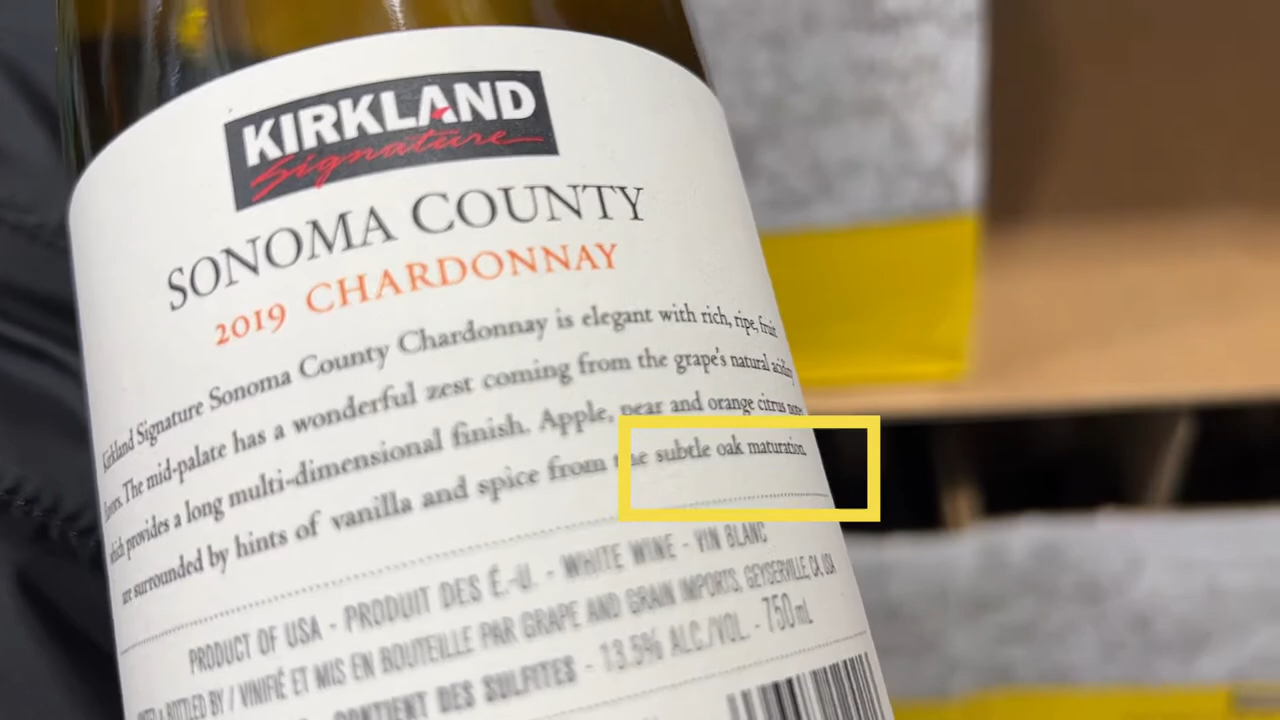 KIRKLAND
Signature
SONOMA COUNTY
2019 CHARDONNAY
Kirkland Signature Sonoma County Chardonnay is elegant with rich, ripe, fruit
The mid-palate has a wonderful zest coming from the grape's natural acidity
which provides a long multi-dimensional finish. Apple, pear and orange citrus notes
are surrounded by hints of vanilla and spice from the subtle oak maturation
PRODUCT OF USA - PRODUIT DES É.-U. - WHITE WINE - VIN BLANC
& BOTTLED BY / VINIFIÉ ET MIS EN BOUTEILLE PAR GRAPE AND GRAIN IMPORTS, GEYSERVILLE, CA, USA
CONTIENT DES SULFITES - 13.5% ALC./VOL. - 750 mL